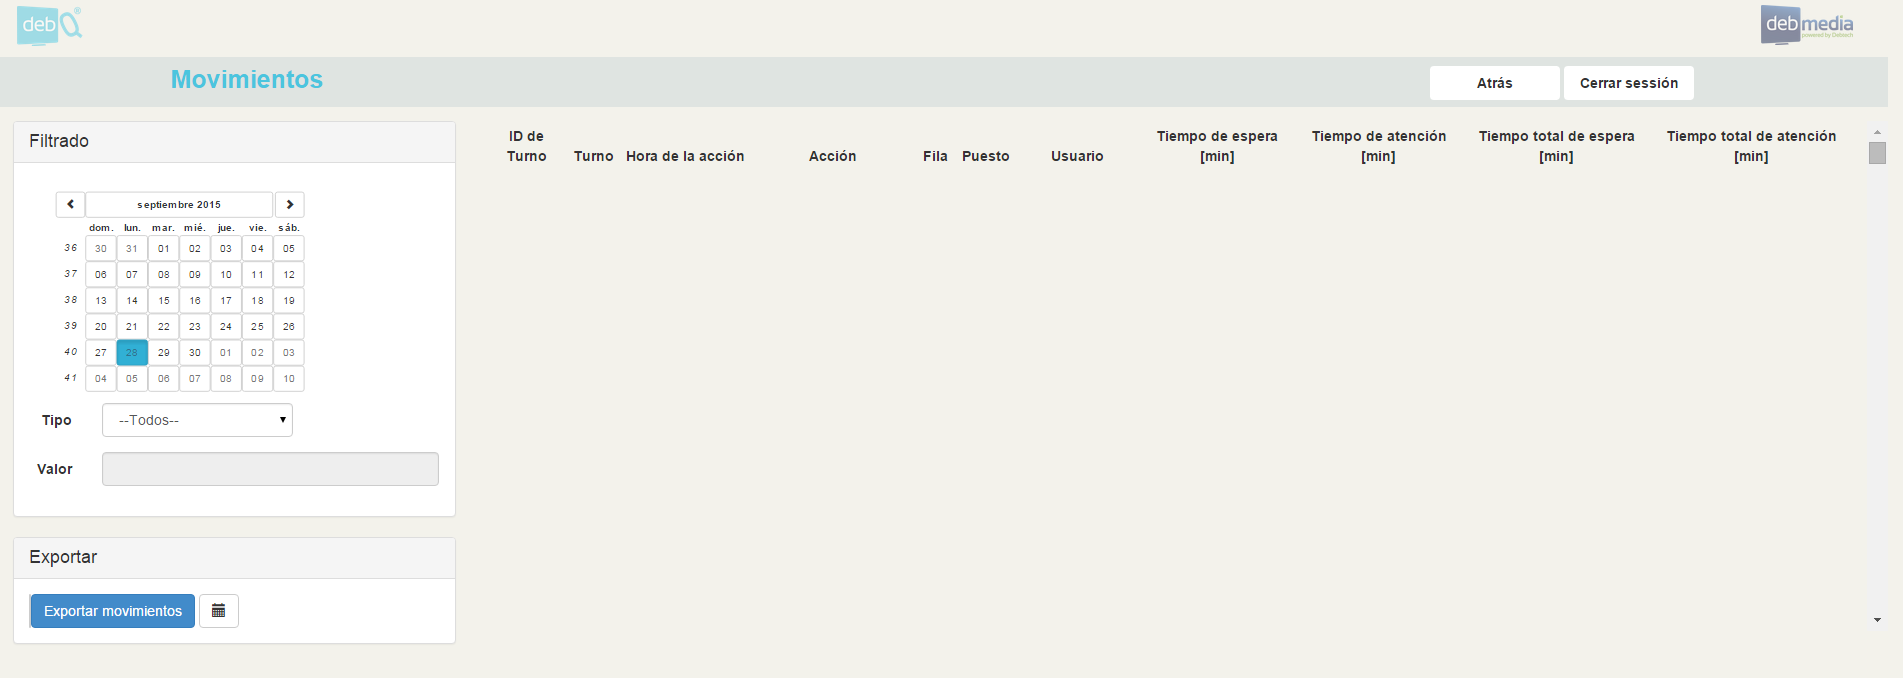 debQ®
debmedia
powered by Debtech
Movimientos
Atrás
Cerrar sessión
Filtrado
septiembre 2015
dom. lun. mar. mié. jue. vie. sáb.
36 30 31 01 02 03 04 05
37 06 07 08 09 10 11 12
38 13 14 15 16 17 18 19
39 20 21 22 23 24 25 26
40 27 28 29 30 01 02 03
41 04 05 06 07 08 09 10
Tipo --Todos--
Valor
Exportar
Exportar movimientos
ID de
Turno
Turno
Hora de la acción
Acción
Fila
Puesto
Usuario
Tiempo de espera
[min]
Tiempo de atención
[min]
Tiempo total de espera
[min]
Tiempo total de atención
[min]